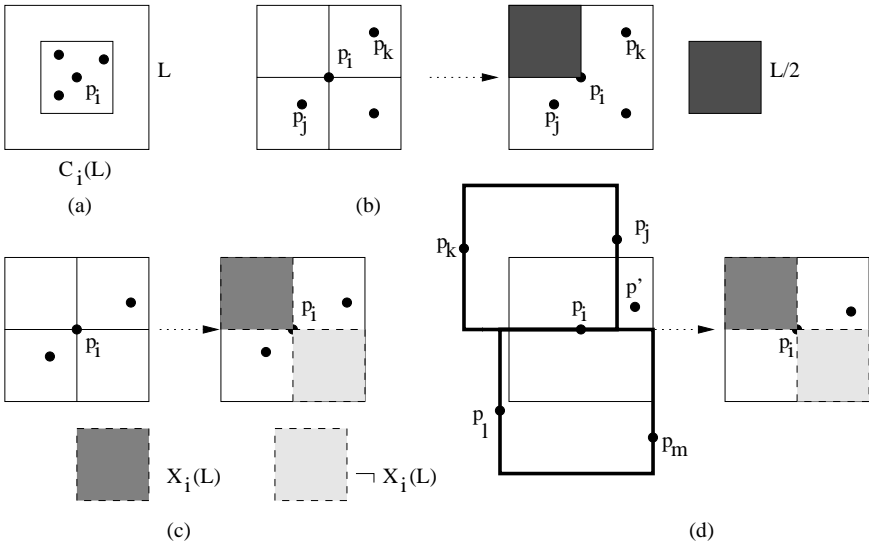 L
p_i
C_i(L)
(a)
p_i
p_k
p_j
(b)
p_k
p_i
p_j
L/2
p_i
p_i
X_i(L)
¬ X_i(L)
(c)
p_k
p_j
p_i
p'
p_l
p_m
p_i
(d)